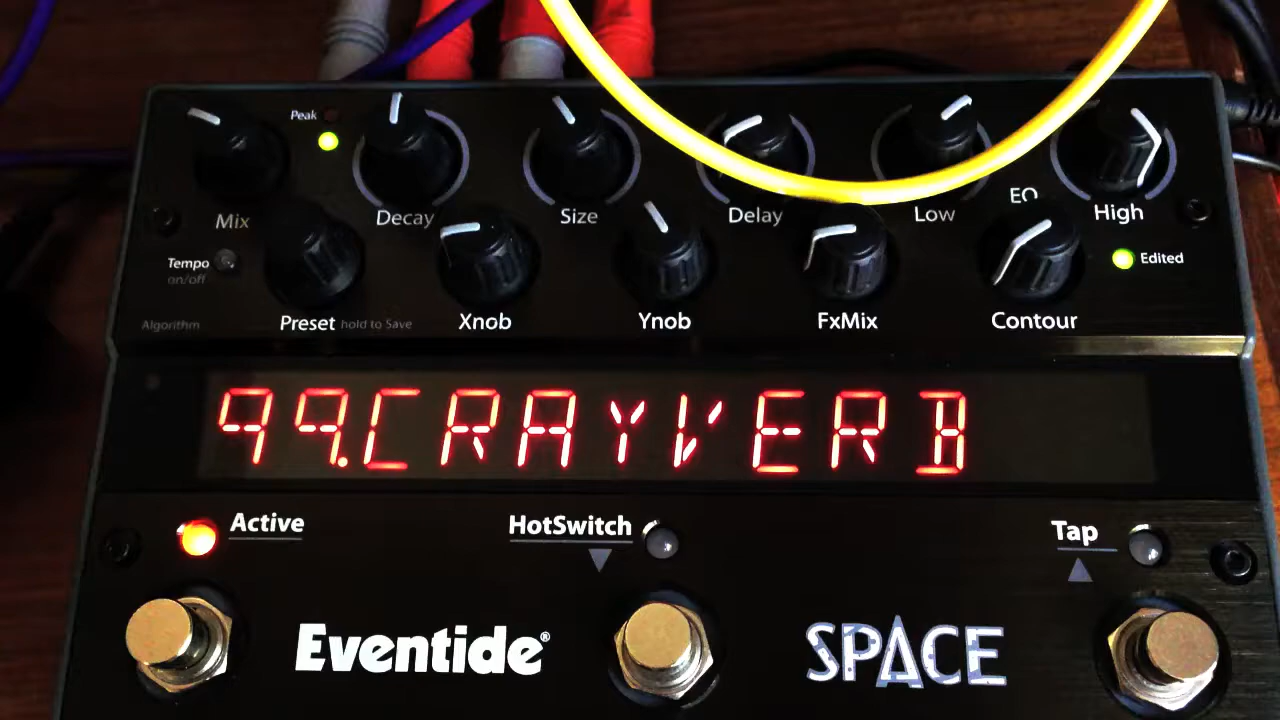 Peak
Mix Decay Size Delay Low EQ High
Tempo
on/off
Edited
Algorithm Preset hold to Save Xnob Ynob FxMix Contour
99.CRAYVERB
Active HotSwitch Tap
Eventide® SPACE